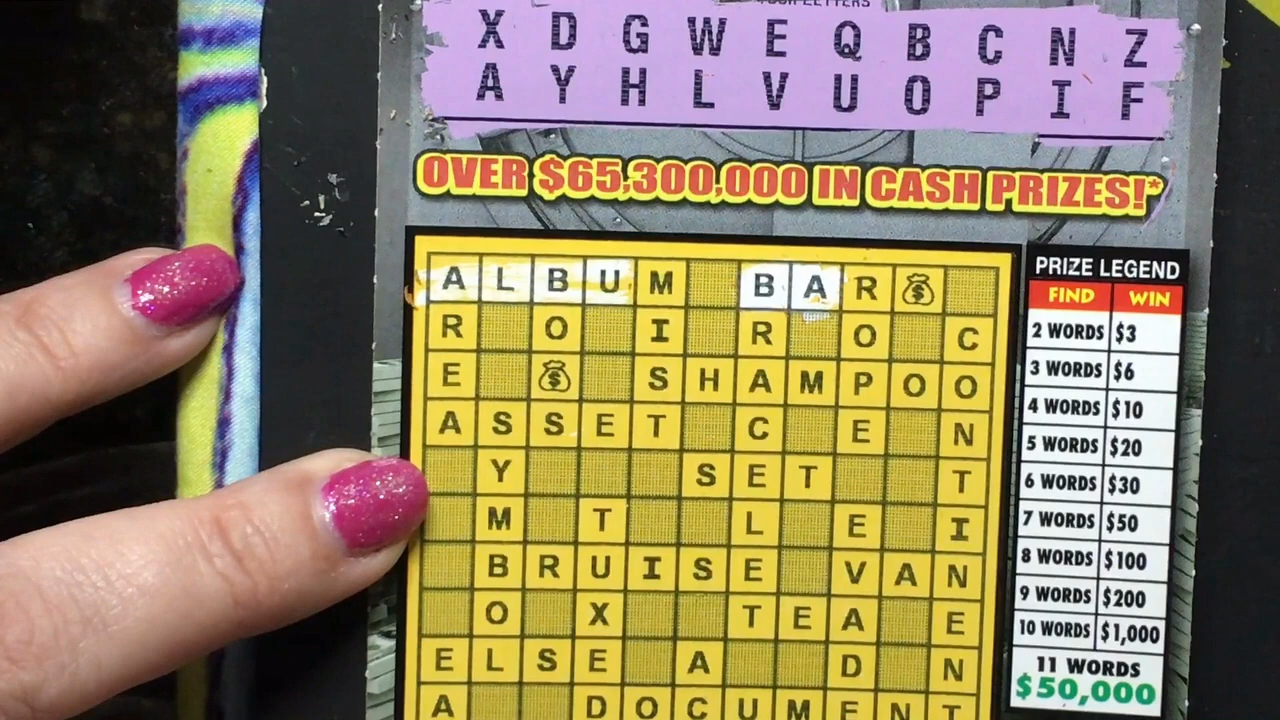 X D G W E Q B C N Z
A Y H L V U O P I F
OVER $65,300,000 IN CASH PRIZES!*
A L B U M B A R $
R O I R O C
E $ S H A M P O O
A S S E T C E N
Y S E T T
M T L E I
B R U I S E E V A N
O X T E A E
E L S E A D N
A D O C U M E N T
PRIZE LEGEND
FIND WIN
2 WORDS $3
3 WORDS $6
4 WORDS $10
5 WORDS $20
6 WORDS $30
7 WORDS $50
8 WORDS $100
9 WORDS $200
10 WORDS $1,000
11 WORDS
$50,000